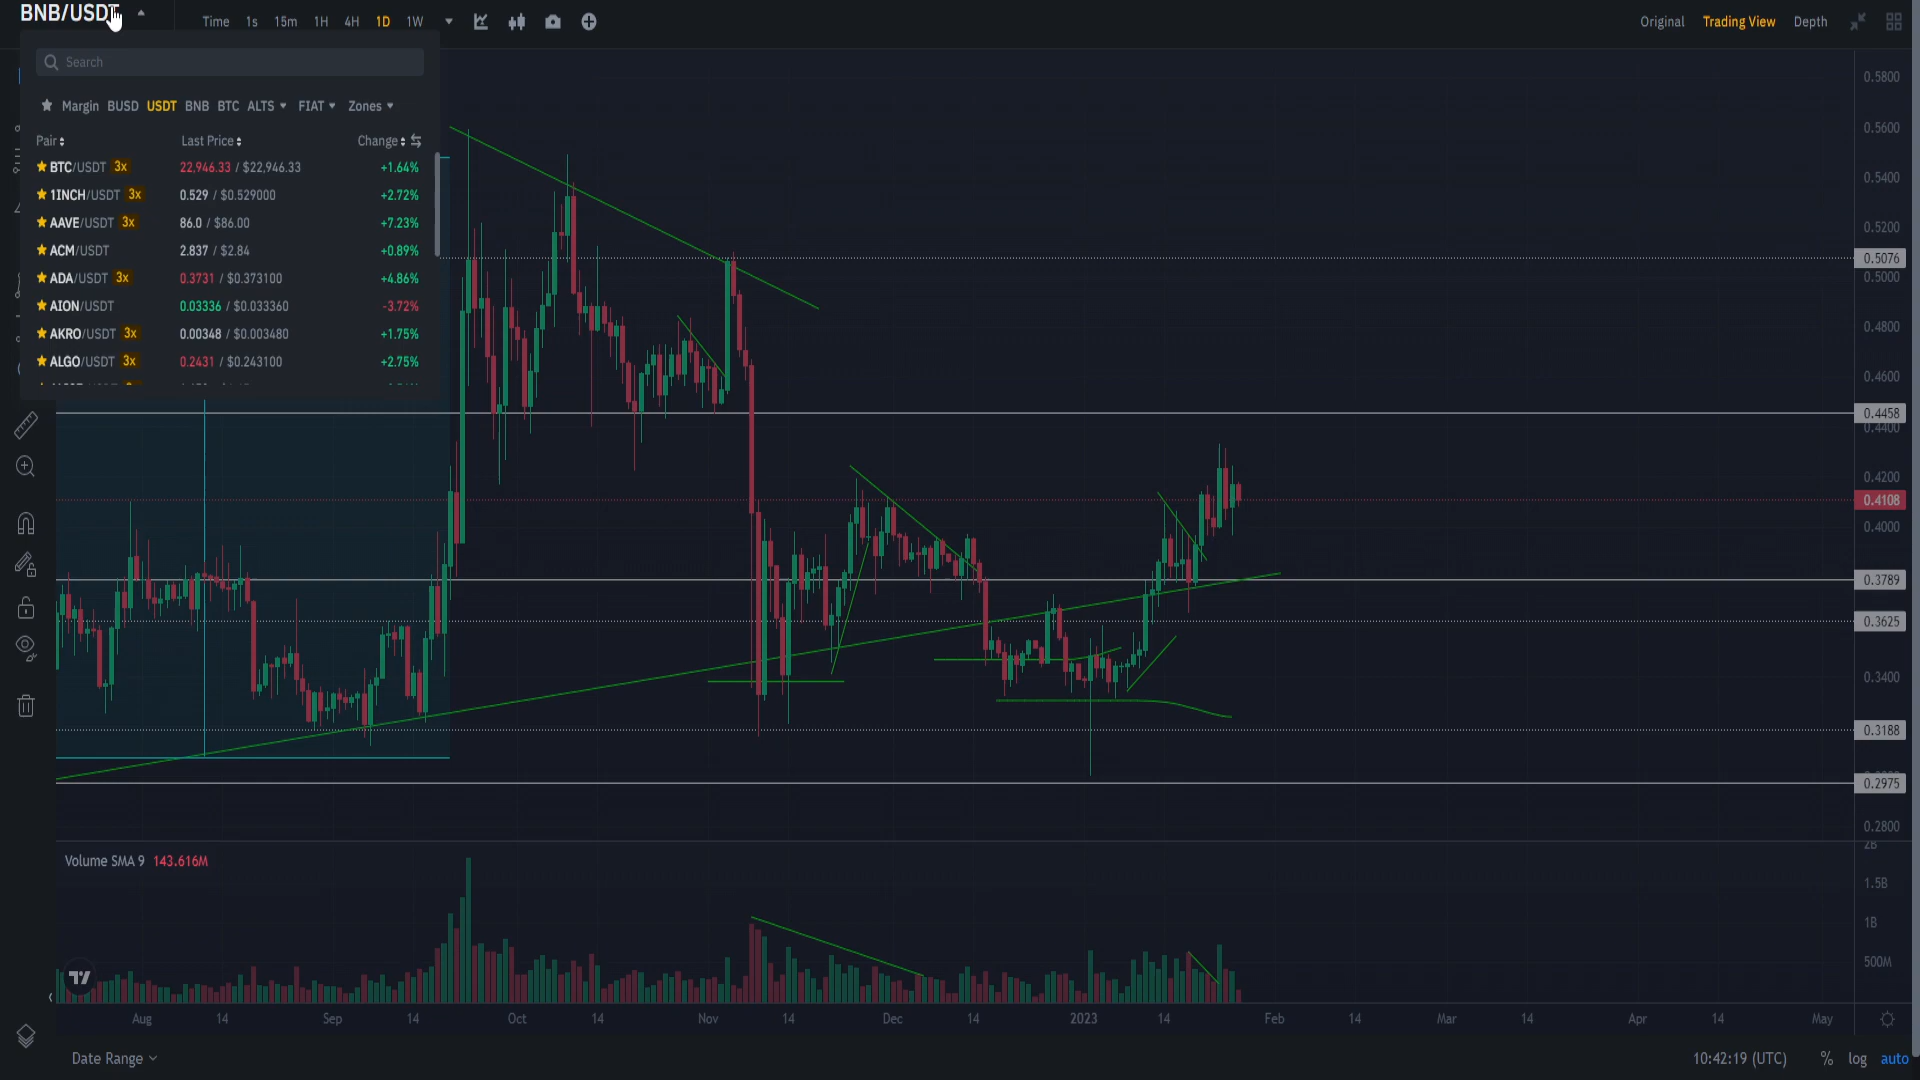 BNB/USDT
Time 1s 15m 1H 4H 1D 1W
Original Trading View Depth
Search
Margin BUSD USDT BNB BTC ALTS FIAT Zones
Pair Last Price Change
BTC/USDT 3x 22,946.33 / $22,946.33 +1.64%
1INCH/USDT 3x 0.529 / $0.529000 +2.72%
AAVE/USDT 3x 86.0 / $86.00 +7.23%
ACM/USDT 2.837 / $2.84 +0.89%
ADA/USDT 3x 0.3731 / $0.373100 +4.86%
AION/USDT 0.03336 / $0.033360 -3.72%
AKRO/USDT 3x 0.00348 / $0.003480 +1.75%
ALGO/USDT 3x 0.2431 / $0.243100 +2.75%
0.5800
0.5600
0.5400
0.5200
0.5076
0.5000
0.4800
0.4600
0.4458
0.4400
0.4200
0.4108
0.4000
0.3789
0.3625
0.3400
0.3188
0.2975
0.2800
Volume SMA 9 143.616M
2B
1.5B
1B
500M
Aug 14 Sep 14 Oct 14 Nov 14 Dec 14 2023 14 Feb 14 Mar 14 Apr 14 May
Date Range
10:42:19 (UTC) % log auto